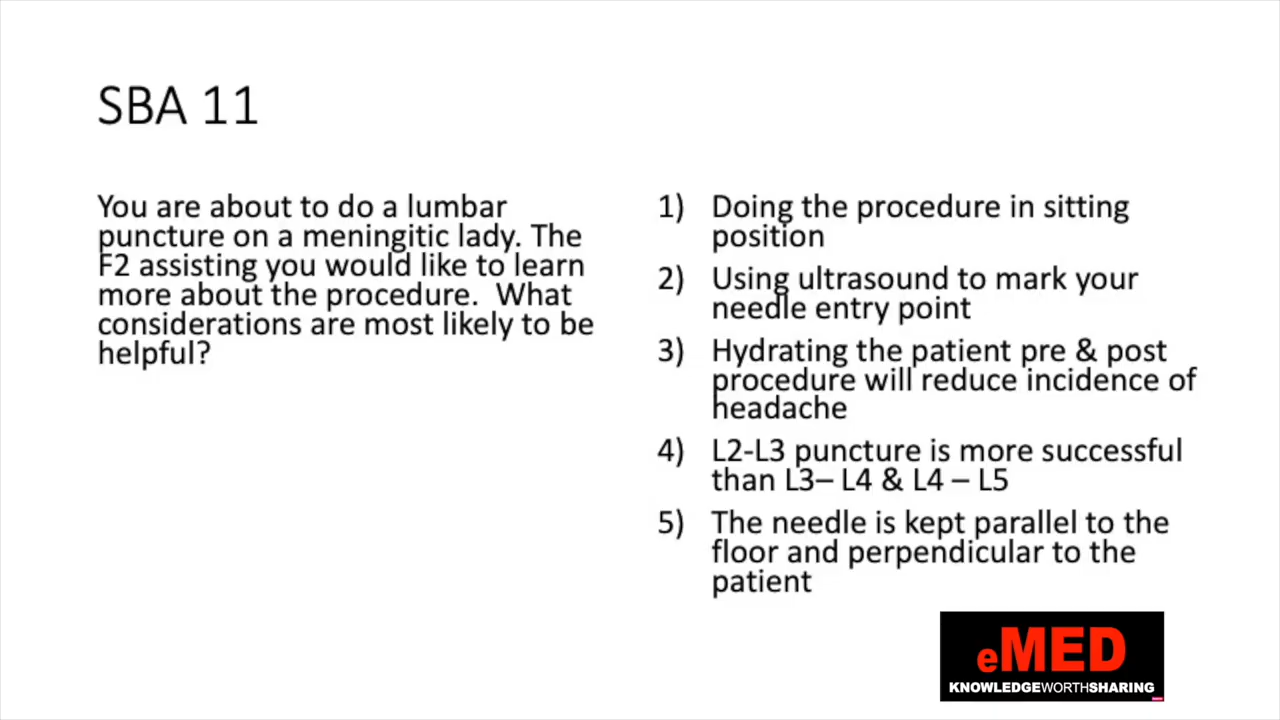 SBA 11
You are about to do a lumbar
puncture on a meningitic lady. The
F2 assisting you would like to learn
more about the procedure.  What
considerations are most likely to be
helpful?
1) Doing the procedure in sitting
position
2) Using ultrasound to mark your
needle entry point
3) Hydrating the patient pre & post
procedure will reduce incidence of
headache
4) L2-L3 puncture is more successful
than L3– L4 & L4 – L5
5) The needle is kept parallel to the
floor and perpendicular to the
patient
eMED
KNOWLEDGEWORTHSHARING